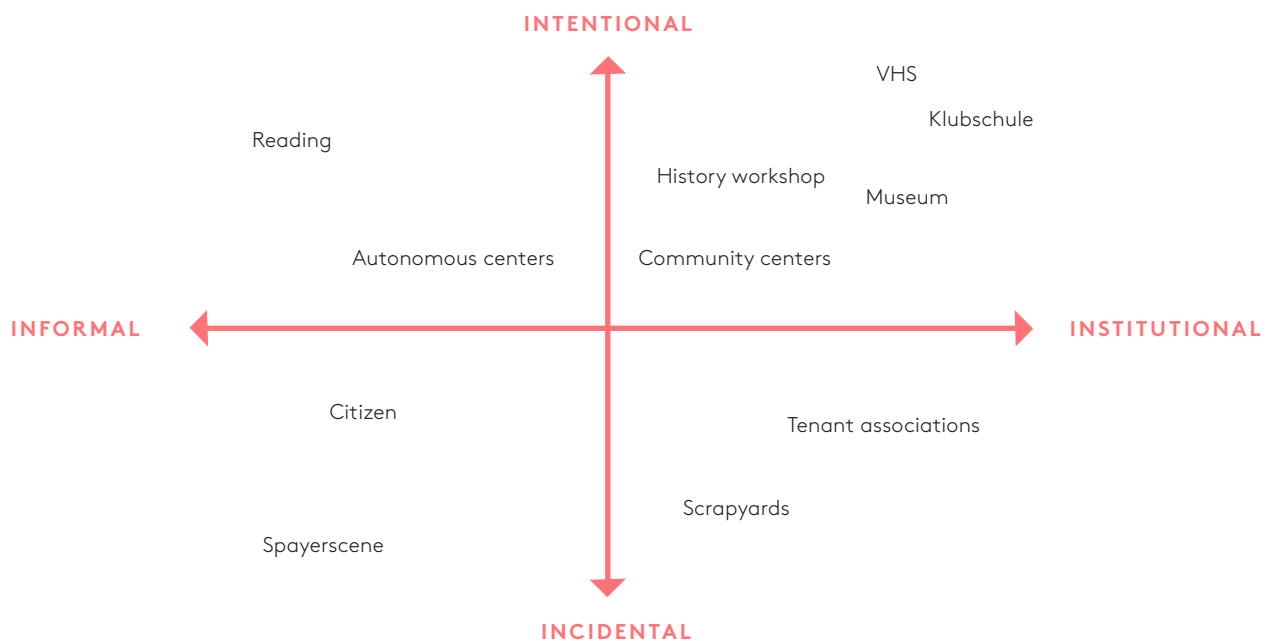 INTENTIONAL
VHS
Klubschule
Reading
History workshop
Museum
Autonomous centers
Community centers
INFORMAL
INSTITUTIONAL
Citizen
Tenant associations
Scrapyards
Spayerscene
INCIDENTAL